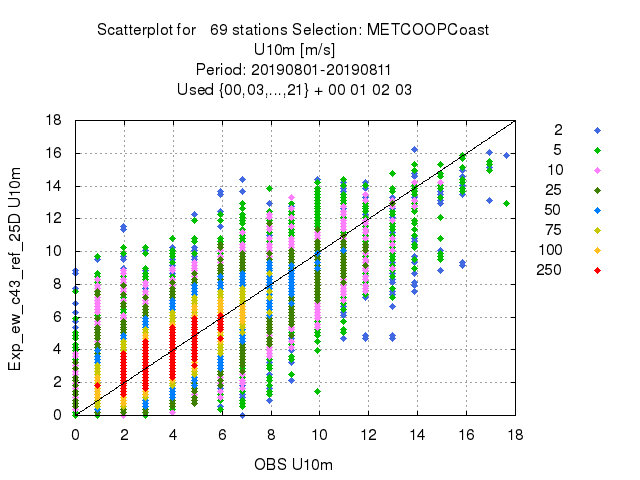 Scatterplot for 69 stations Selection: METCOOPCoast
U10m [m/s]
Period: 20190801-20190811
Used {00,03,...,21} + 00 01 02 03
18
16
14
12
10
8
6
4
2
0
Exp_ew_c43_ref_25D U10m
0 2 4 6 8 10 12 14 16 18
OBS U10m
2
5
10
25
50
75
100
250